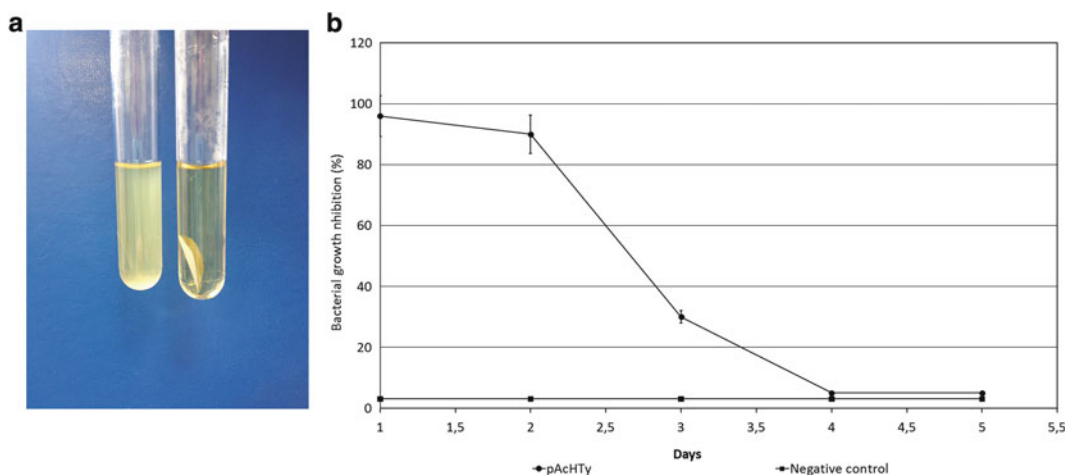 a
b
120
100
80
60
40
20
0
Bacterial growth nhibition (%)
1 1,5 2 2,5 3 3,5 4 4,5 5 5,5
Days
pAcHTy Negative control